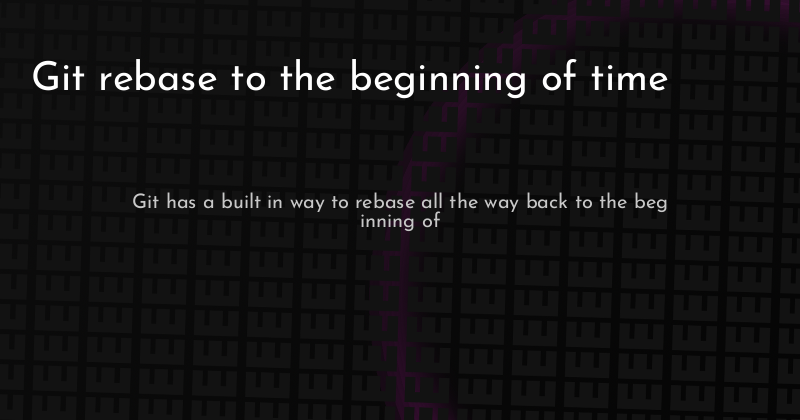 Git rebase to the beginning of time
Git has a built in way to rebase all the way back to the beg
inning of